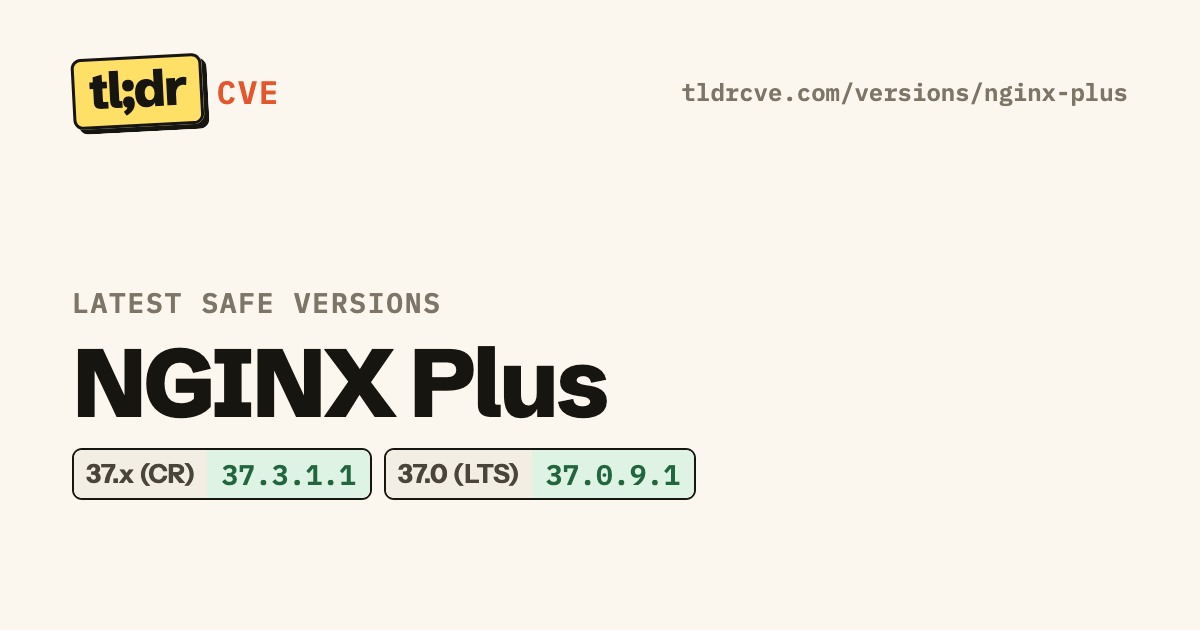 tl;dr CVE
tldrcve.com/versions/nginx-plus
LATEST SAFE VERSIONS
NGINX Plus
37.x (CR) 37.3.1.1 37.0 (LTS) 37.0.9.1